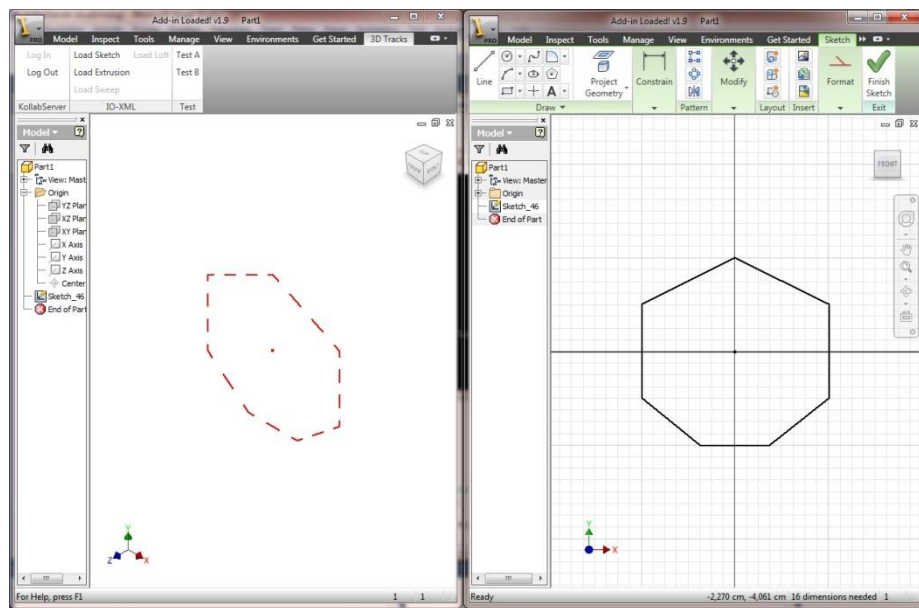 Add-in Loaded! v1.9 Part1
PRO Model Inspect Tools Manage View Environments Get Started 3D Tracks
Log In Load Sketch Load Loft Test A
Log Out Load Extrusion Test B
Load Sweep
KollabServer IO-XML Test
Model
Part1
View: Mast
Origin
YZ Plan
XZ Plan
XY Plan
X Axis
Y Axis
Z Axis
Center
Sketch_46
End of Part
TOP
Y
Z X
For Help, press F1 1 1
Add-in Loaded! v1.9 Part1
PRO Model Inspect Tools Manage View Environments Get Started Sketch
Line Project Geometry Constrain Modify Format Finish Sketch
Draw Pattern Layout Insert Exit
Model
Part1
View: Master
Origin
Sketch_46
End of Part
FRONT
Y
X
Ready -2,270 cm, -4,061 cm 16 dimensions needed 1